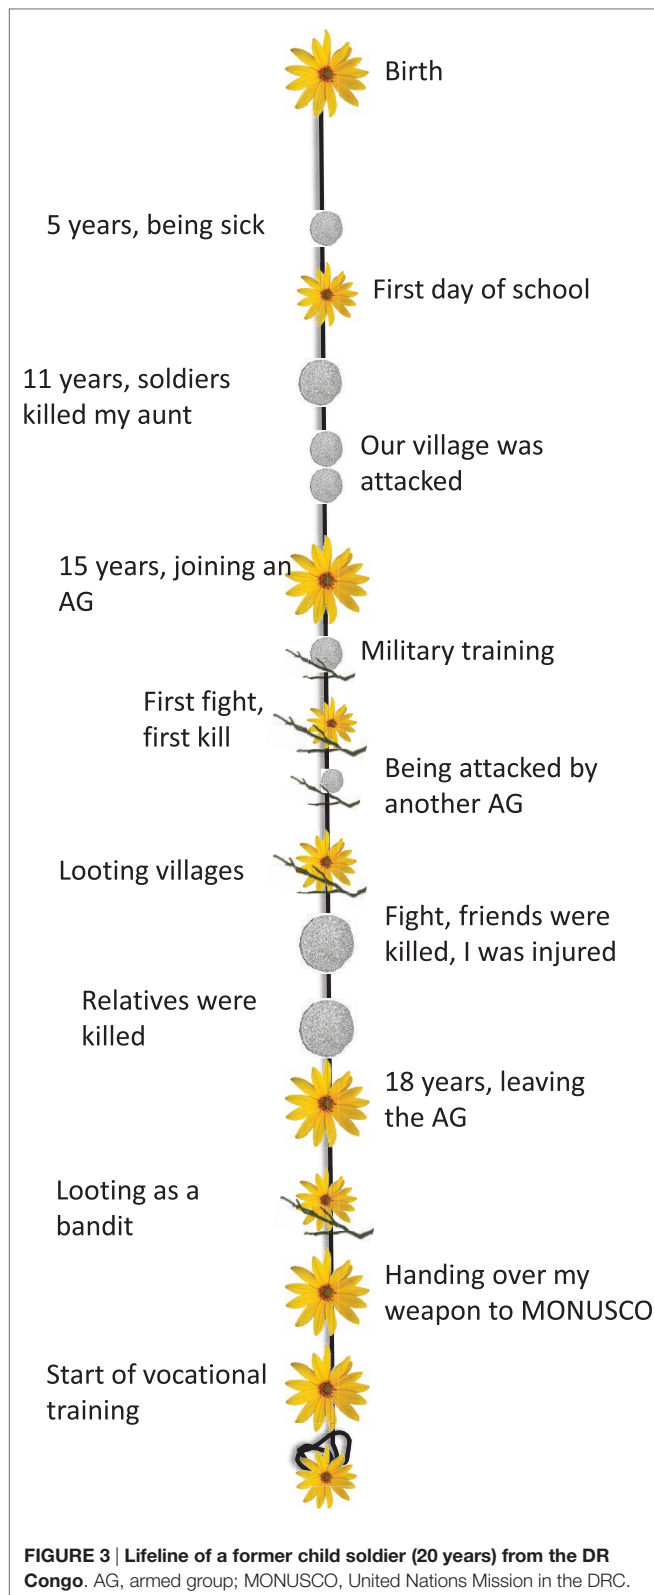 Birth
5 years, being sick
First day of school
11 years, soldiers
killed my aunt
Our village was
attacked
15 years, joining an
AG
Military training
First fight,
first kill
Being attacked by
another AG
Looting villages
Fight, friends were
killed, I was injured
Relatives were
killed
18 years, leaving
the AG
Looting as a
bandit
Handing over my
weapon to MONUSCO
Start of vocational
training
FIGURE 3 | Lifeline of a former child soldier (20 years) from the DR
Congo. AG, armed group; MONUSCO, United Nations Mission in the DRC.